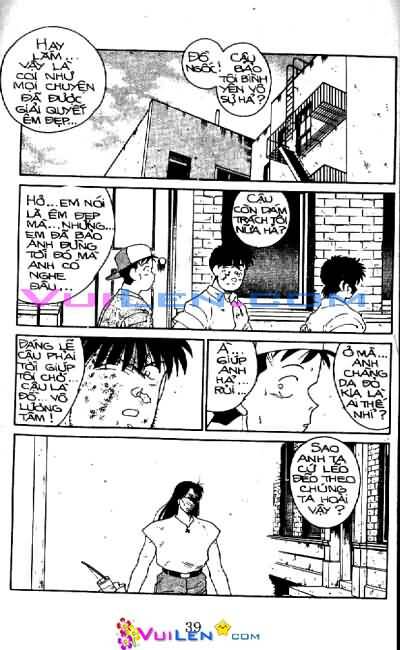 HAY
LẮM...
VẬY LÀ
COI NHƯ
MỌI CHUYỆN
ĐÃ ĐƯỢC
GIẢI QUYẾT
ÊM ĐẸP...
ĐỒ
NGỐC!
CẬU
BẢO
TÔI BÌNH
YÊN VÔ
SỰ HẢ?
HỞ...EM NÓI
LÀ ÊM ĐẸP
MÀ...NHƯNG...
EM ĐÃ BẢO
ANH ĐỪNG
TỚI ĐÓ MÀ
ANH CÓ
NGHE
ĐÂU...
CẬU
CÒN DÁM
TRÁCH TÔI
NỮA HẢ?
VUILEN.COM
ĐÁNG LẼ
CẬU PHẢI
TỚI GIÚP
TÔI CHỚ...
CẬU LÀ
ĐỒ...VÔ
LƯƠNG
TÂM!
GIÚP
ANH
HẢ?
RỦI...
Ờ MÀ...
ANH
CHÀNG
DA ĐỎ
KIA LÀ
AI THẾ
NHỈ?
SAO
ANH TA
CỨ LẼO
ĐẼO THEO
CHÚNG
TA HOÀI
VẬY?
39
VUILEN.COM